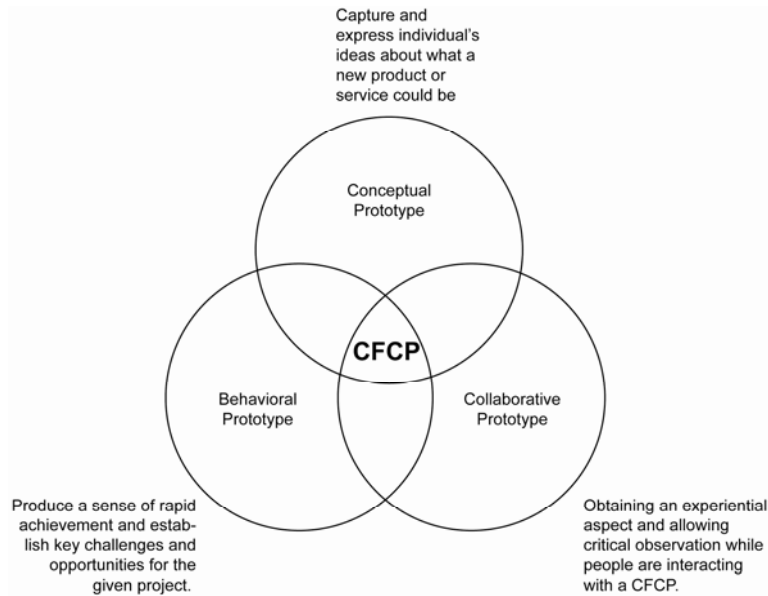 Capture and
express individual's
ideas about what a
new product or
service could be
Conceptual
Prototype
CFCP
Behavioral
Prototype
Collaborative
Prototype
Produce a sense of rapid
achievement and estab-
lish key challenges and
opportunities for the
given project.
Obtaining an experiential
aspect and allowing
critical observation while
people are interacting
with a CFCP.